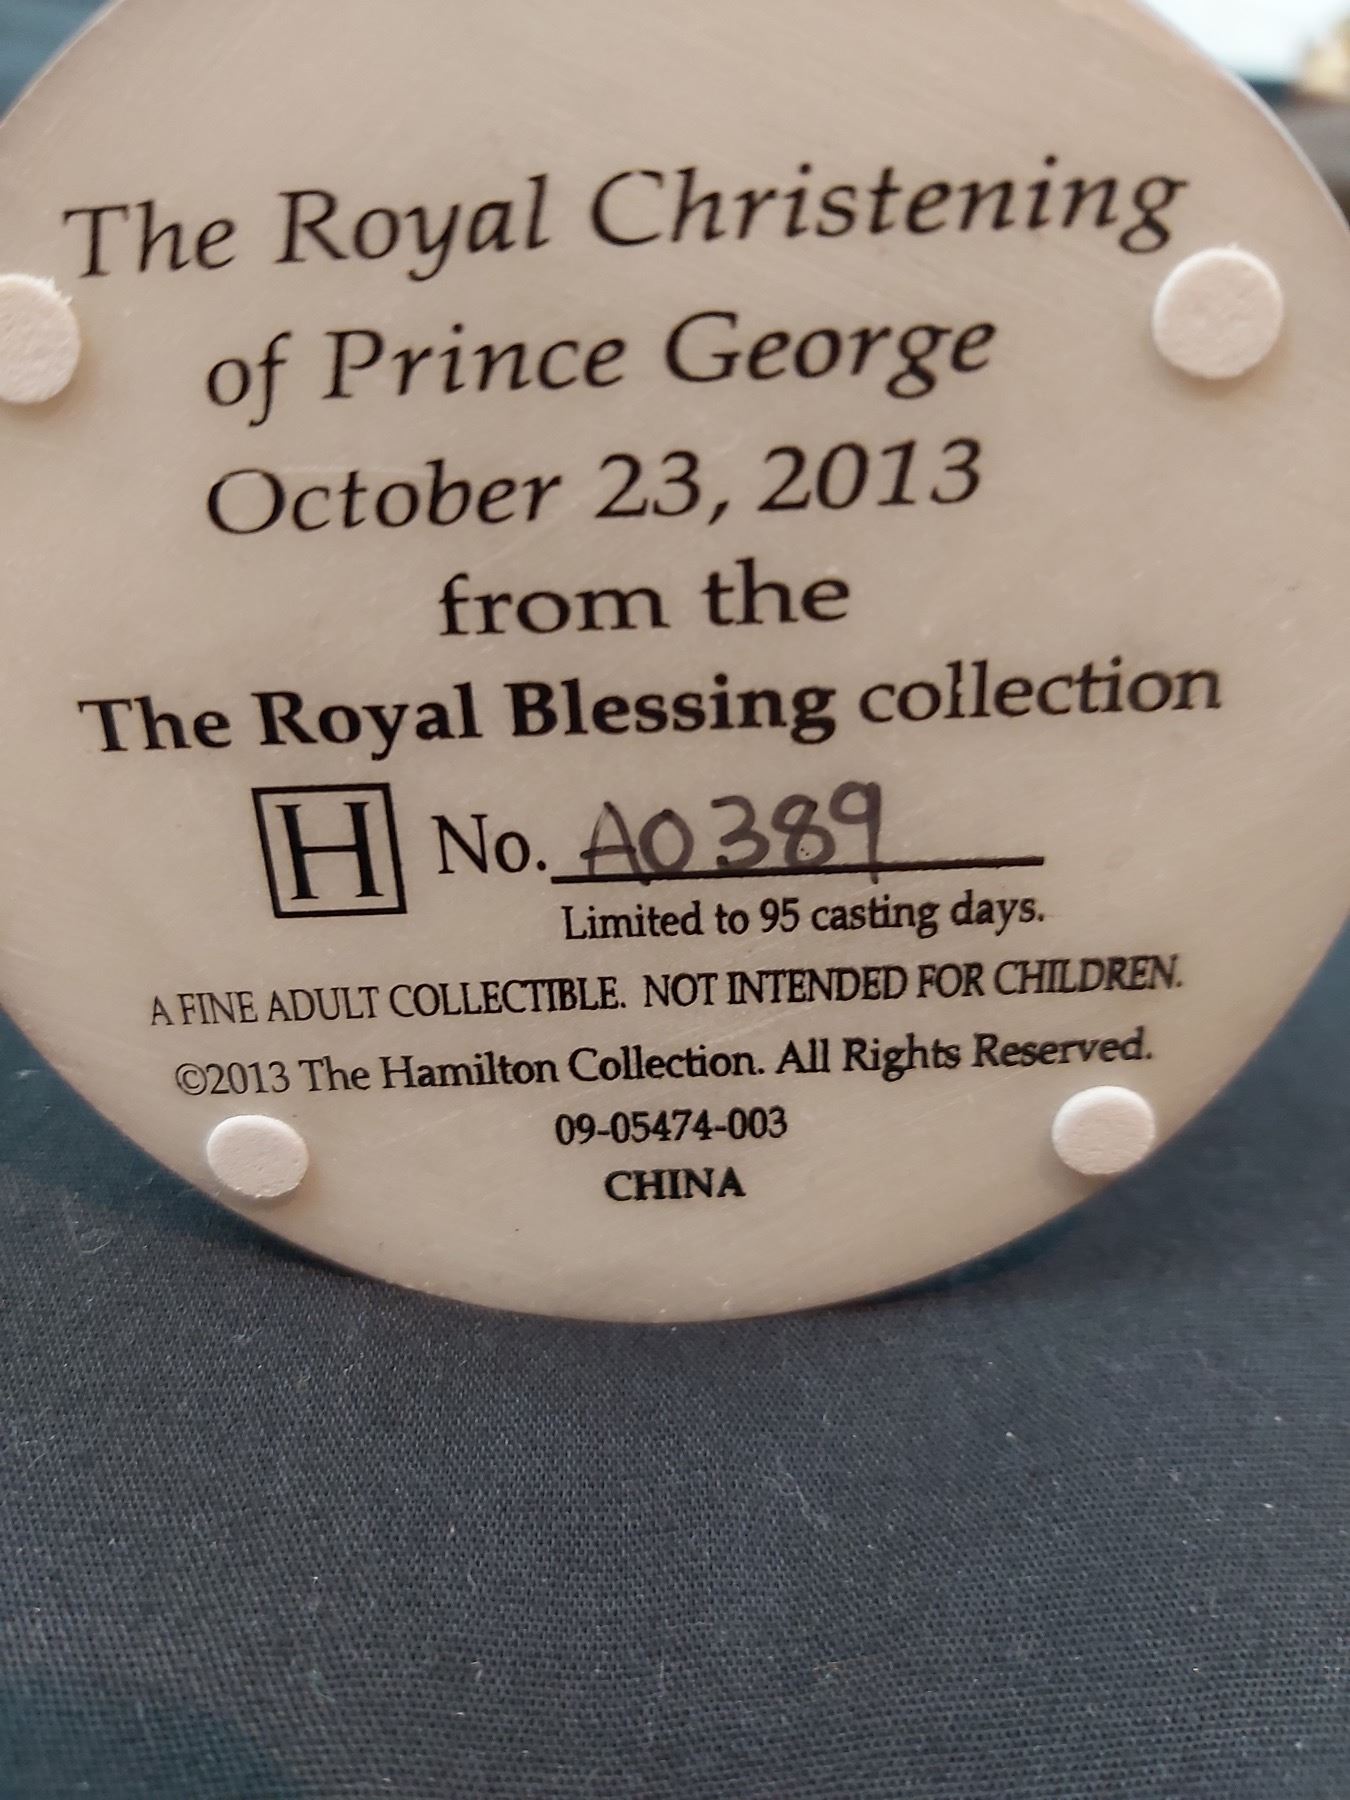 The Royal Christening
of Prince George
October 23, 2013
from the
The Royal Blessing collection
H No. A0389
Limited to 95 casting days.
A FINE ADULT COLLECTIBLE. NOT INTENDED FOR CHILDREN.
©2013 The Hamilton Collection. All Rights Reserved.
09-05474-003
CHINA